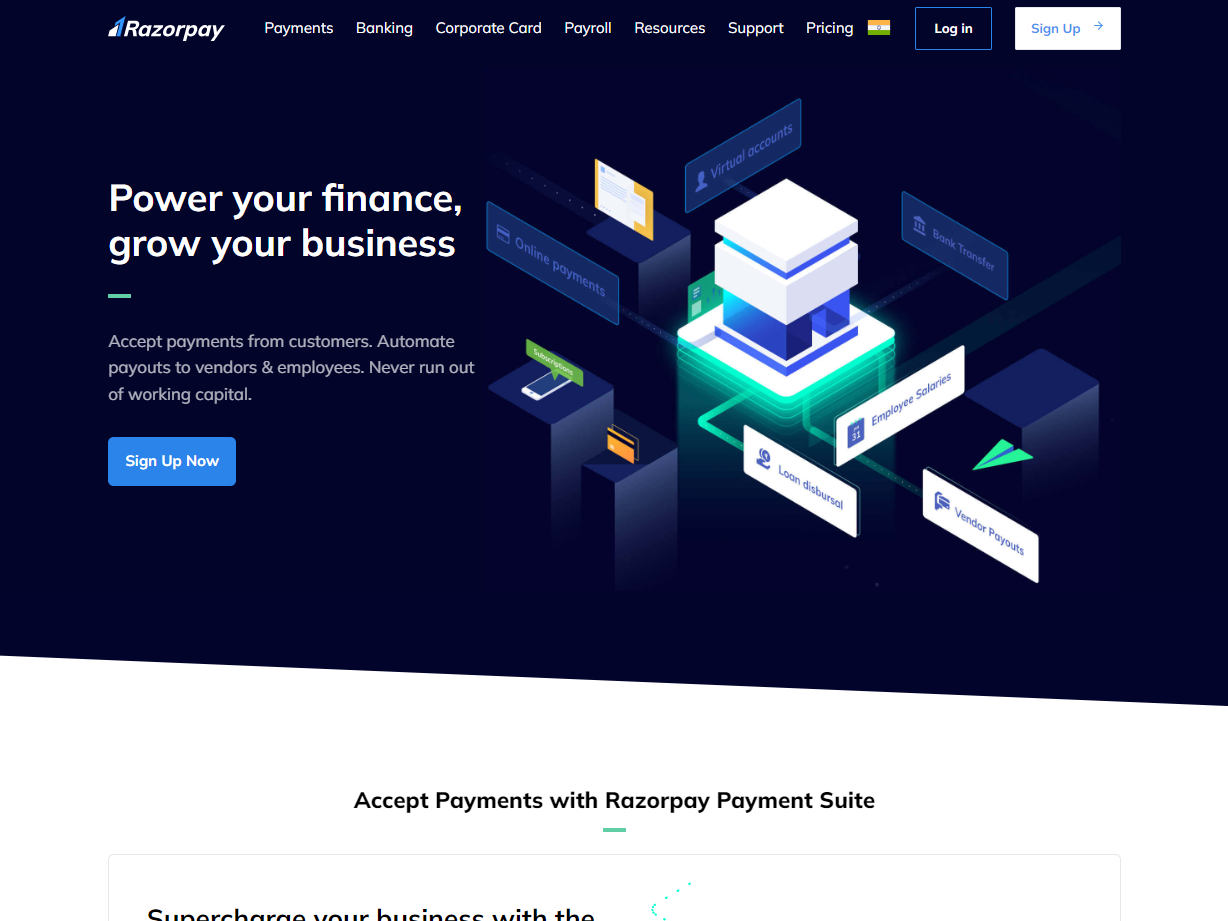 Razorpay
Payments
Banking
Corporate Card
Payroll
Resources
Support
Pricing
Log in
Sign Up
Power your finance,
grow your business
Accept payments from customers. Automate
payouts to vendors & employees. Never run out
of working capital.
Sign Up Now
Virtual accounts
Online payments
Bank Transfer
Subscriptions
Employee Salaries
31
Loan disbursal
Vendor Payouts
Accept Payments with Razorpay Payment Suite
Supercharge your business with the